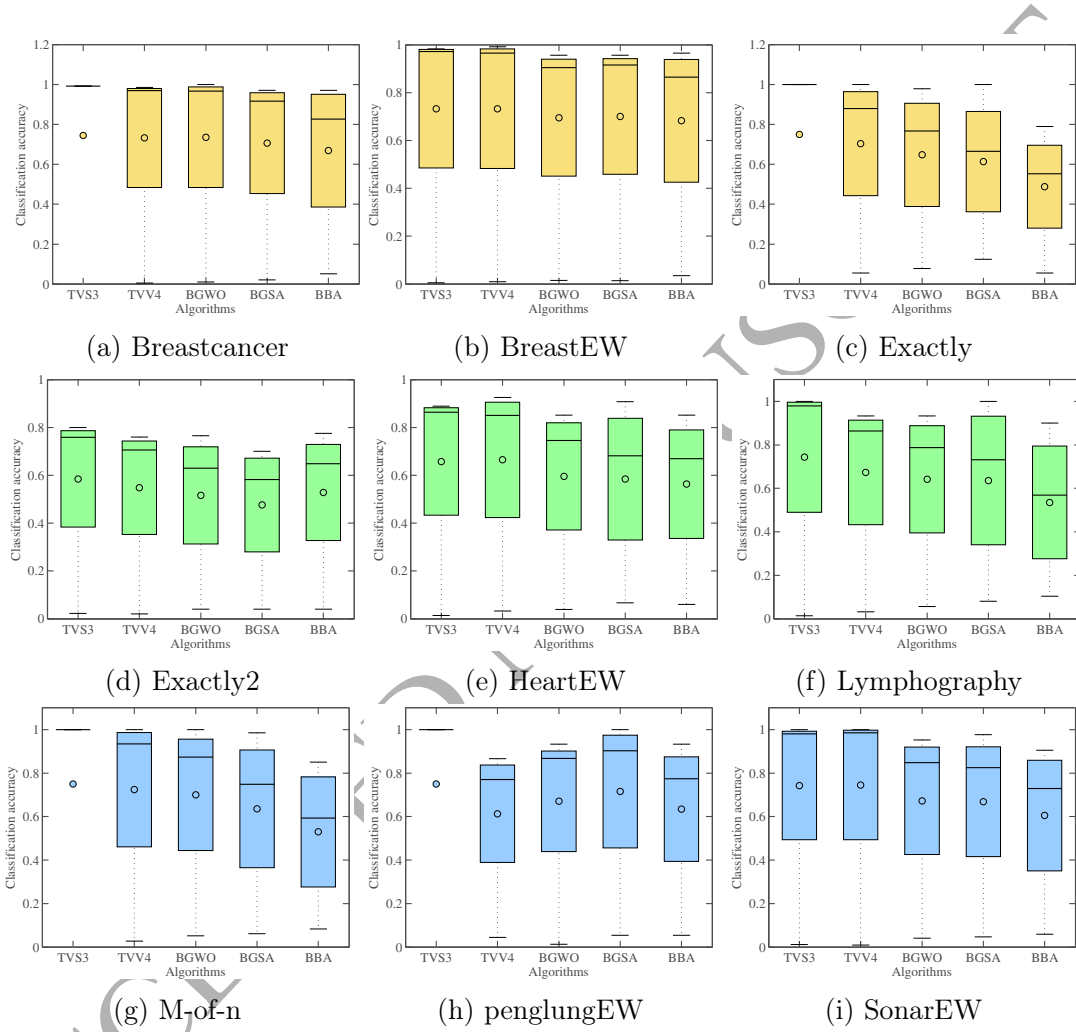 1.2
1
0.8
0.6
0.4
0.2
0
Classification accuracy
TVS3 TVV4 BGWO BGSA BBA
Algorithms
(a) Breastcancer
1
0.8
0.6
0.4
0.2
0
Classification accuracy
TVS3 TVV4 BGWO BGSA BBA
Algorithms
(b) BreastEW
1.2
1
0.8
0.6
0.4
0.2
0
Classification accuracy
TVS3 TVV4 BGWO BGSA BBA
Algorithms
(c) Exactly
1
0.8
0.6
0.4
0.2
0
Classification accuracy
TVS3 TVV4 BGWO BGSA BBA
Algorithms
(d) Exactly2
1
0.8
0.6
0.4
0.2
0
Classification accuracy
TVS3 TVV4 BGWO BGSA BBA
Algorithms
(e) HeartEW
1
0.8
0.6
0.4
0.2
0
Classification accuracy
TVS3 TVV4 BGWO BGSA BBA
Algorithms
(f) Lymphography
1
0.8
0.6
0.4
0.2
0
Classification accuracy
TVS3 TVV4 BGWO BGSA BBA
Algorithms
(g) M-of-n
1
0.8
0.6
0.4
0.2
0
Classification accuracy
TVS3 TVV4 BGWO BGSA BBA
Algorithms
(h) penglungEW
1
0.8
0.6
0.4
0.2
0
Classification accuracy
TVS3 TVV4 BGWO BGSA BBA
Algorithms
(i) SonarEW